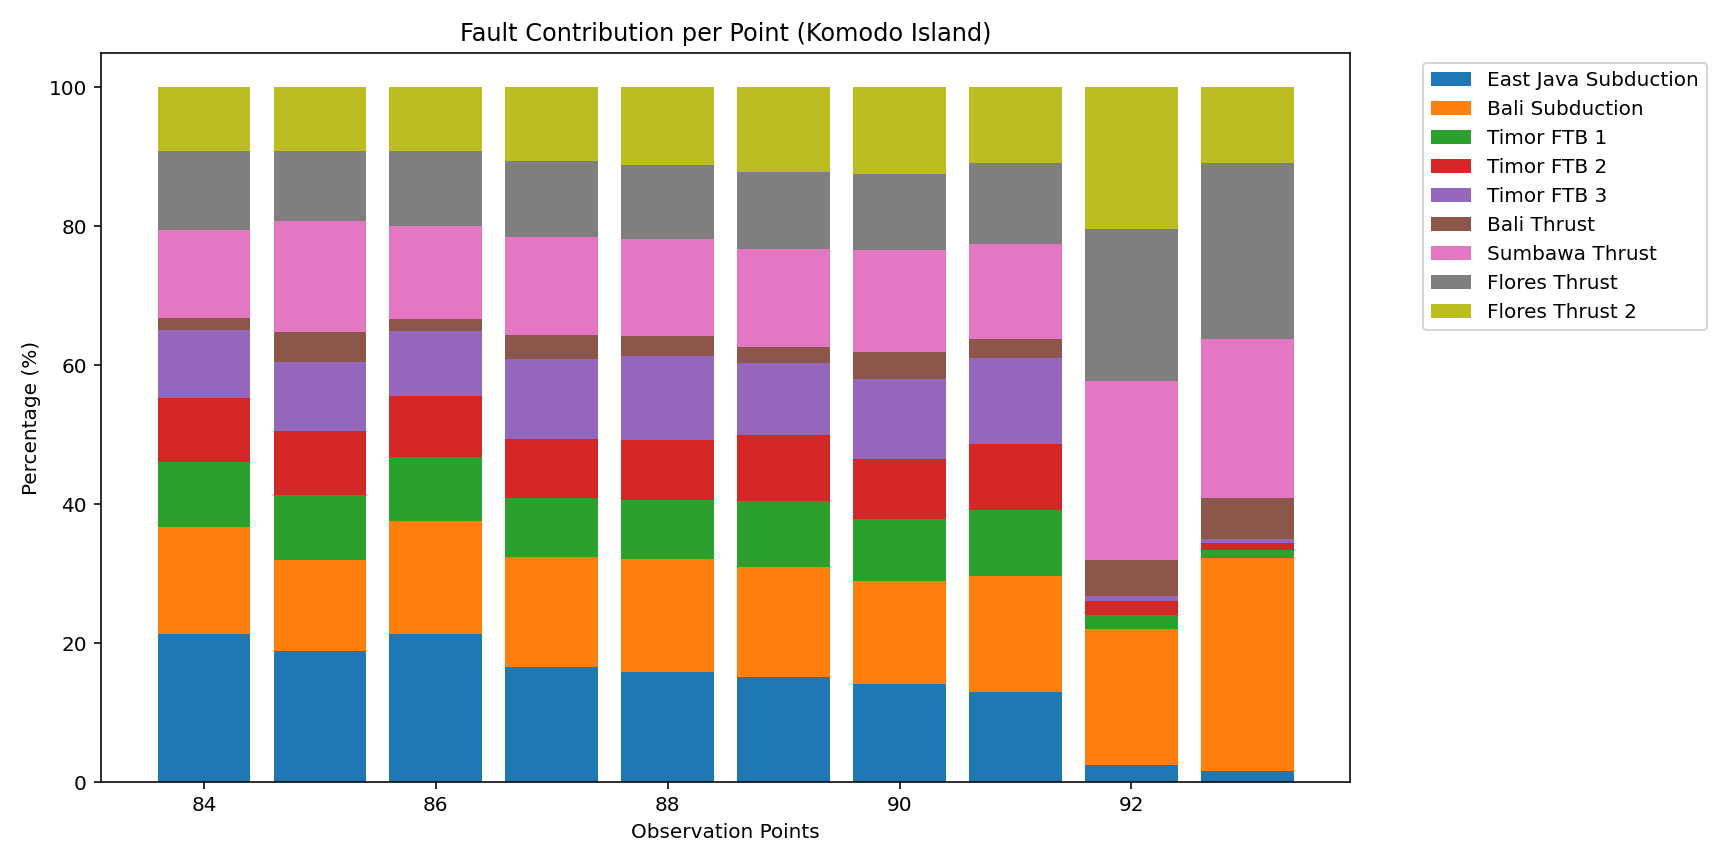 Fault Contribution per Point (Komodo Island)
100
80
60
40
20
0
Percentage (%)
84
86
88
90
92
Observation Points
East Java Subduction
Bali Subduction
Timor FTB 1
Timor FTB 2
Timor FTB 3
Bali Thrust
Sumbawa Thrust
Flores Thrust
Flores Thrust 2